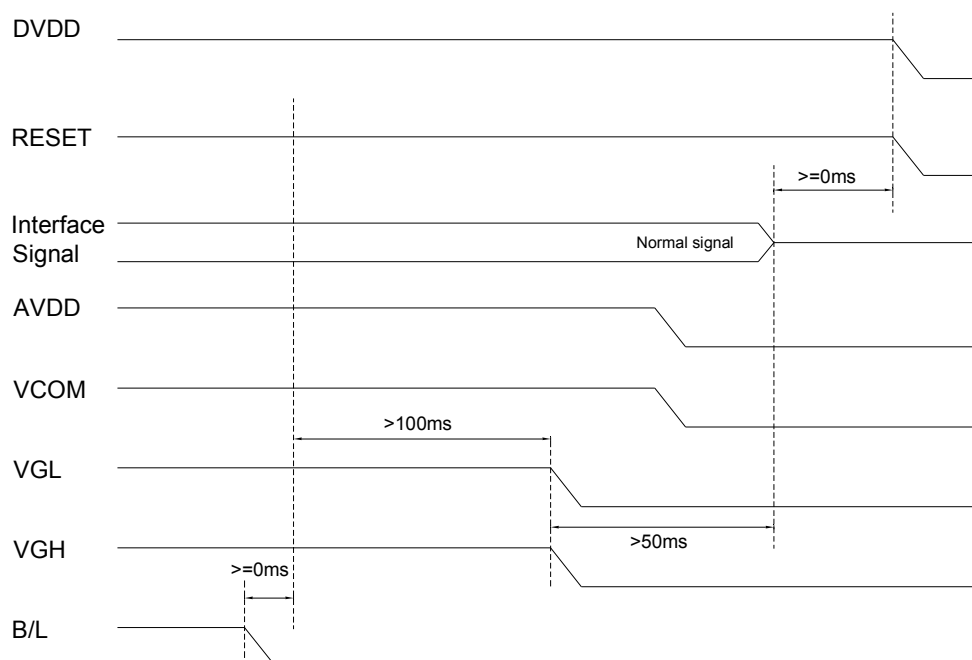 DVDD
RESET
>=0ms
Interface
Signal
Normal signal
AVDD
VCOM
>100ms
VGL
>50ms
VGH
>=0ms
B/L